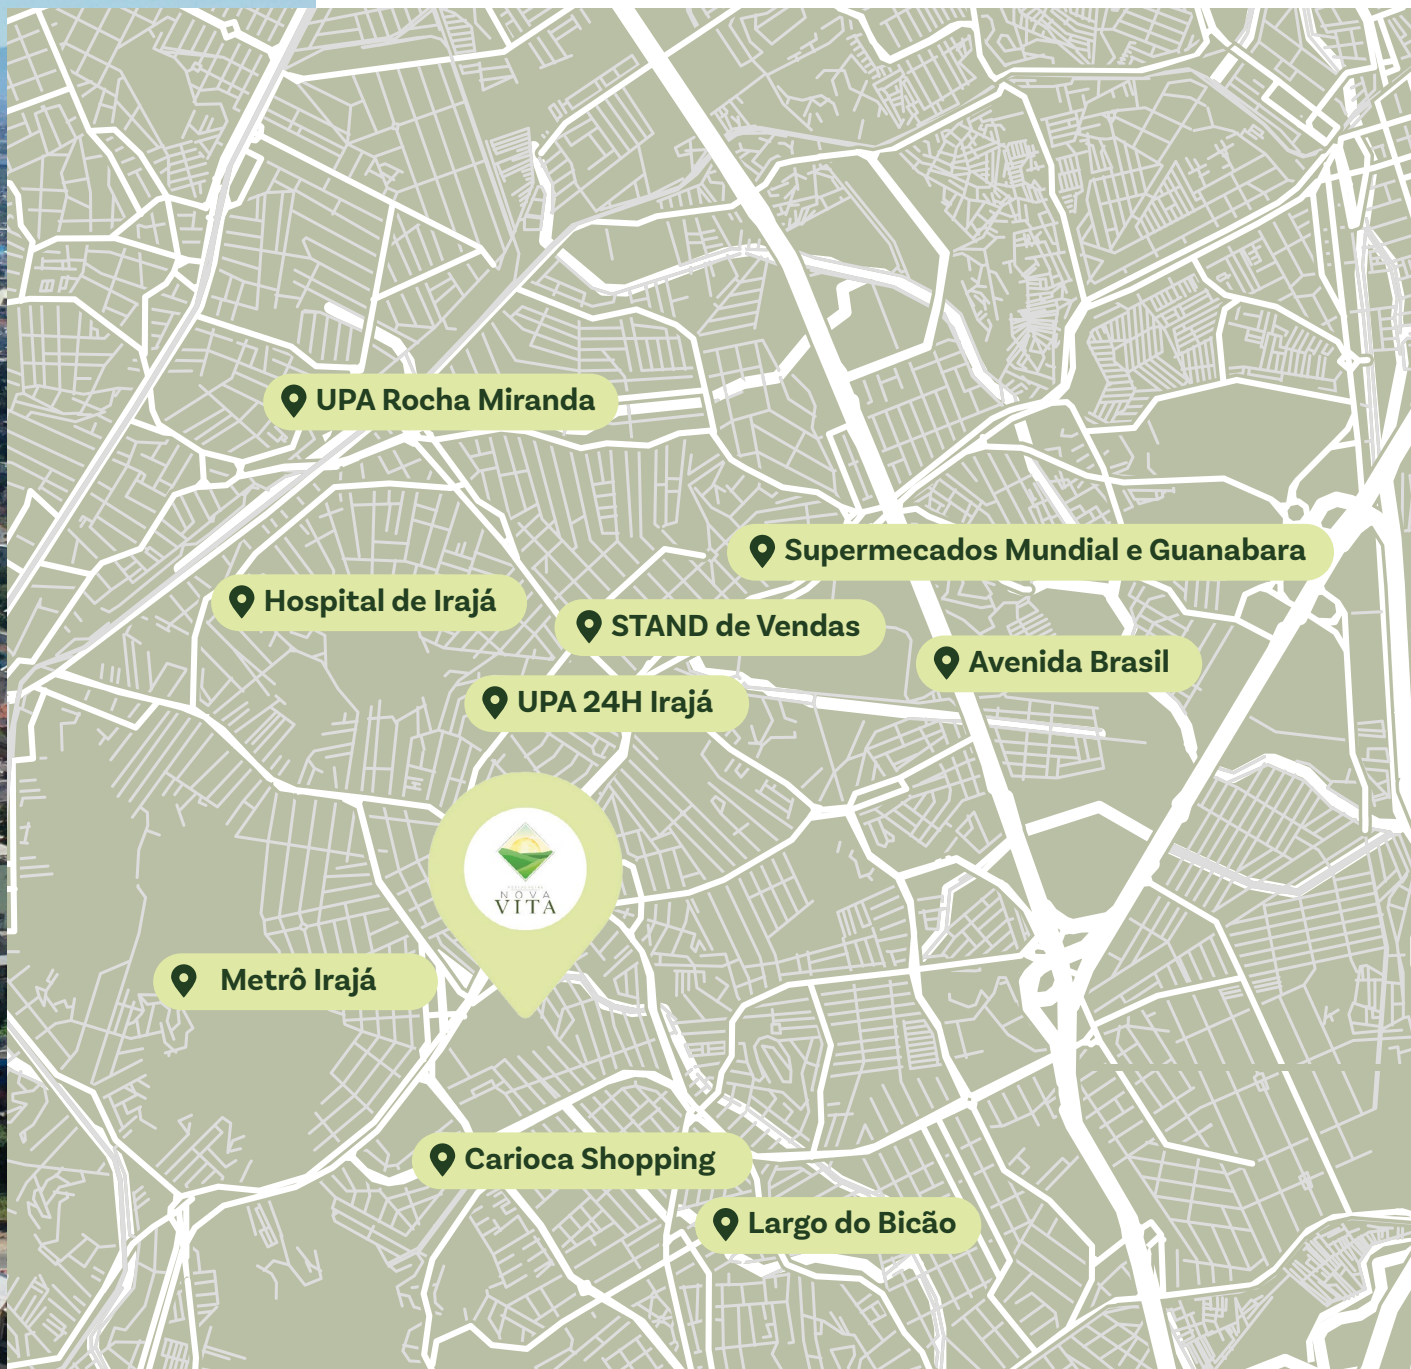 UPA Rocha Miranda
Supermecados Mundial e Guanabara
Hospital de Irajá
STAND de Vendas
Avenida Brasil
UPA 24H Irajá
NOVA
VITA
Metrô Irajá
Carioca Shopping
Largo do Bicão